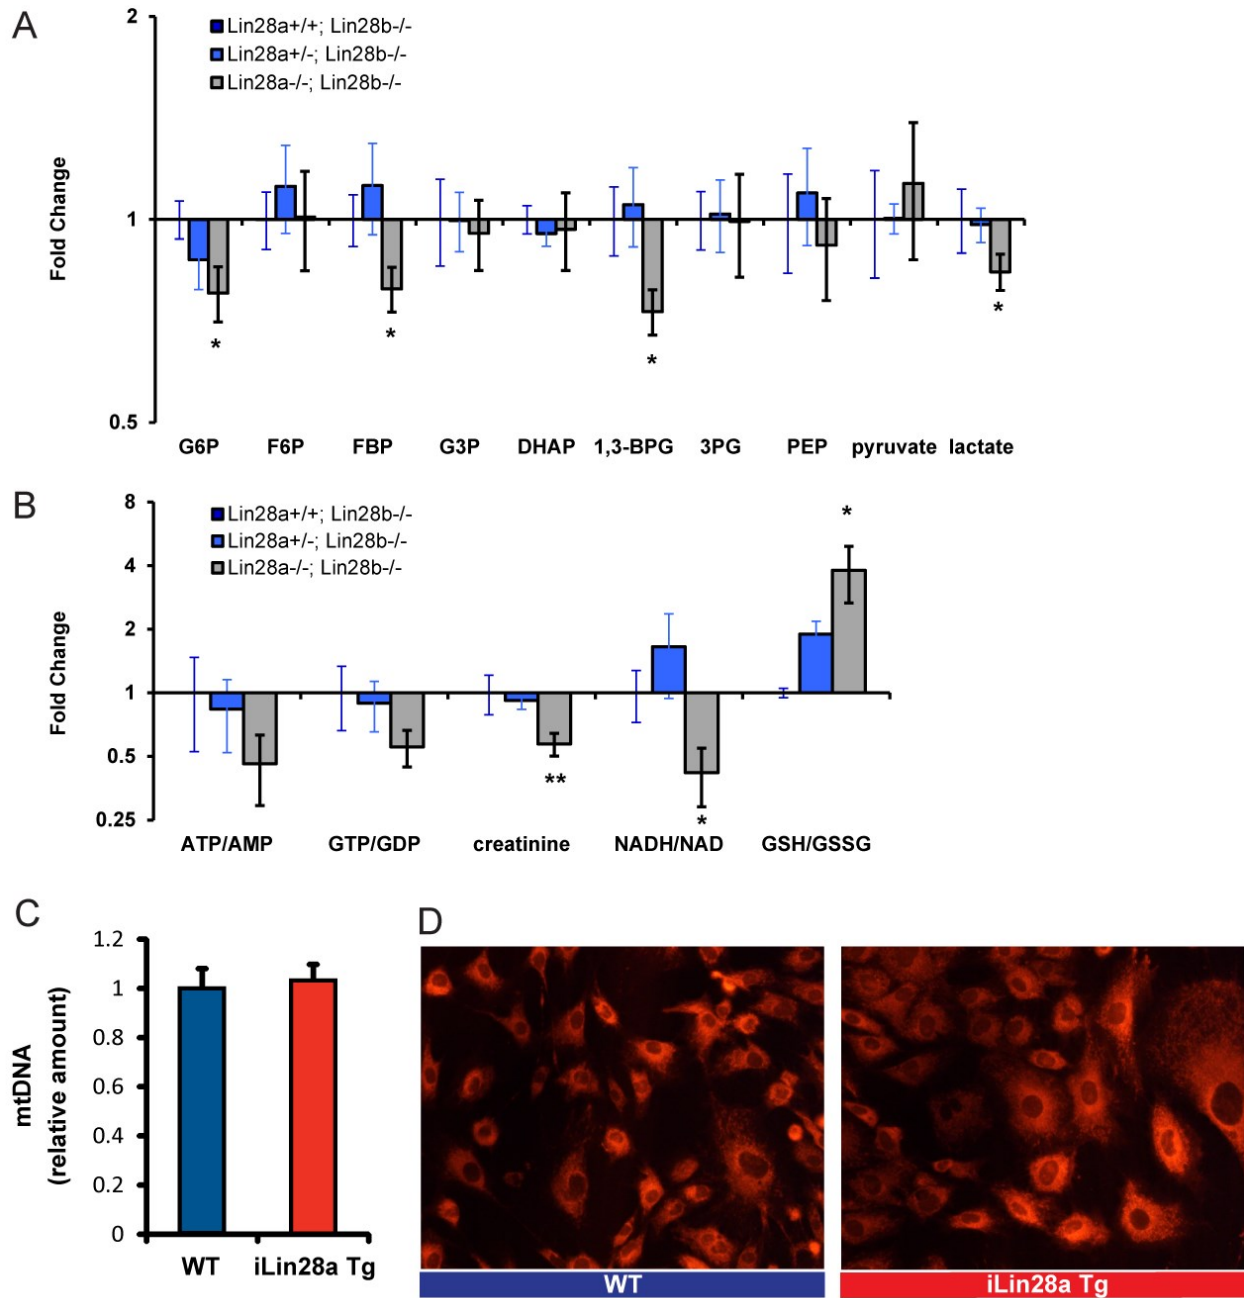 A
2
Lin28a+/+; Lin28b-/-
Lin28a+/-; Lin28b-/-
Lin28a-/-; Lin28b-/-
Fold Change
1
0.5
* * * *
G6P F6P FBP G3P DHAP 1,3-BPG 3PG PEP pyruvate lactate
B
8
Lin28a+/+; Lin28b-/-
Lin28a+/-; Lin28b-/-
Lin28a-/-; Lin28b-/-
4
2
Fold Change
1
0.5
0.25
** * *
ATP/AMP GTP/GDP creatinine NADH/NAD GSH/GSSG
C
1.2
1
0.8
0.6
0.4
0.2
0
mtDNA
(relative amount)
WT iLin28a Tg
D
WT
iLin28a Tg